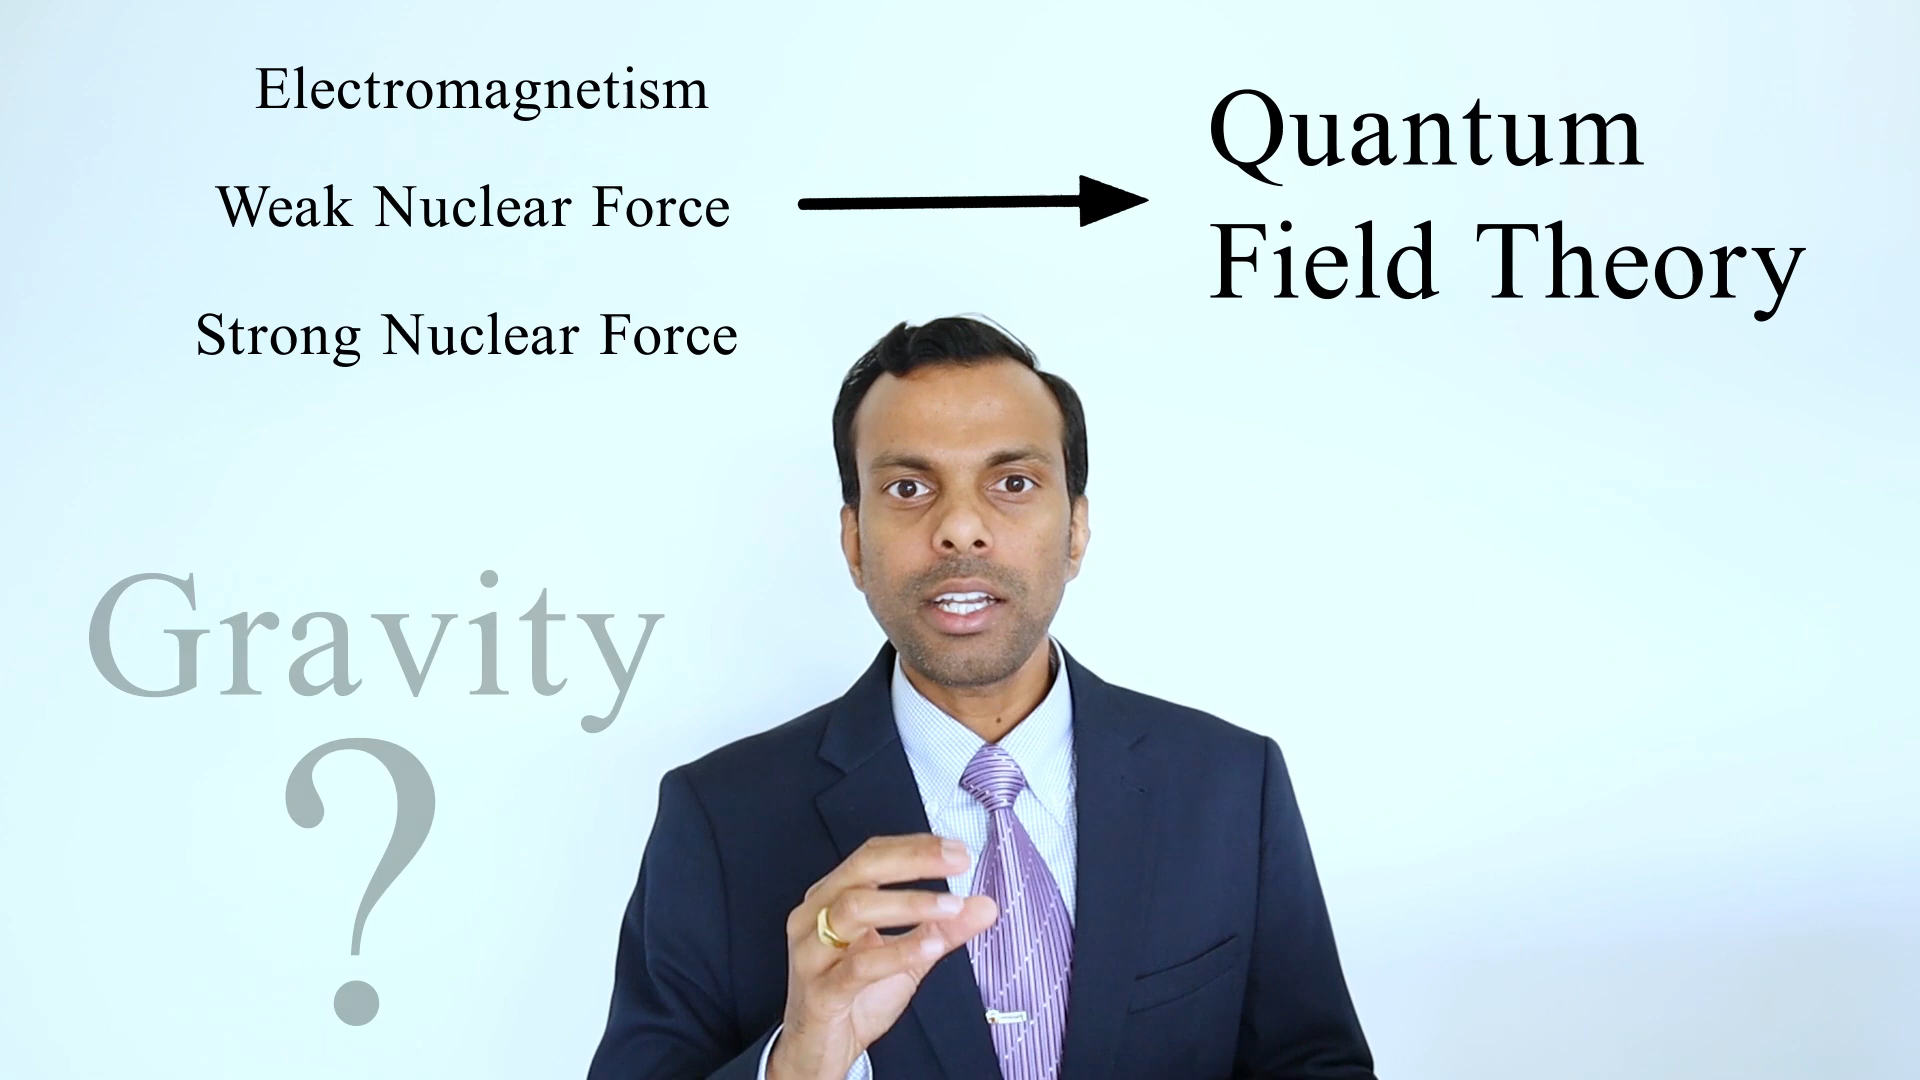 Electromagnetism
Weak Nuclear Force
Strong Nuclear Force
Quantum
Field Theory
Gravity
?